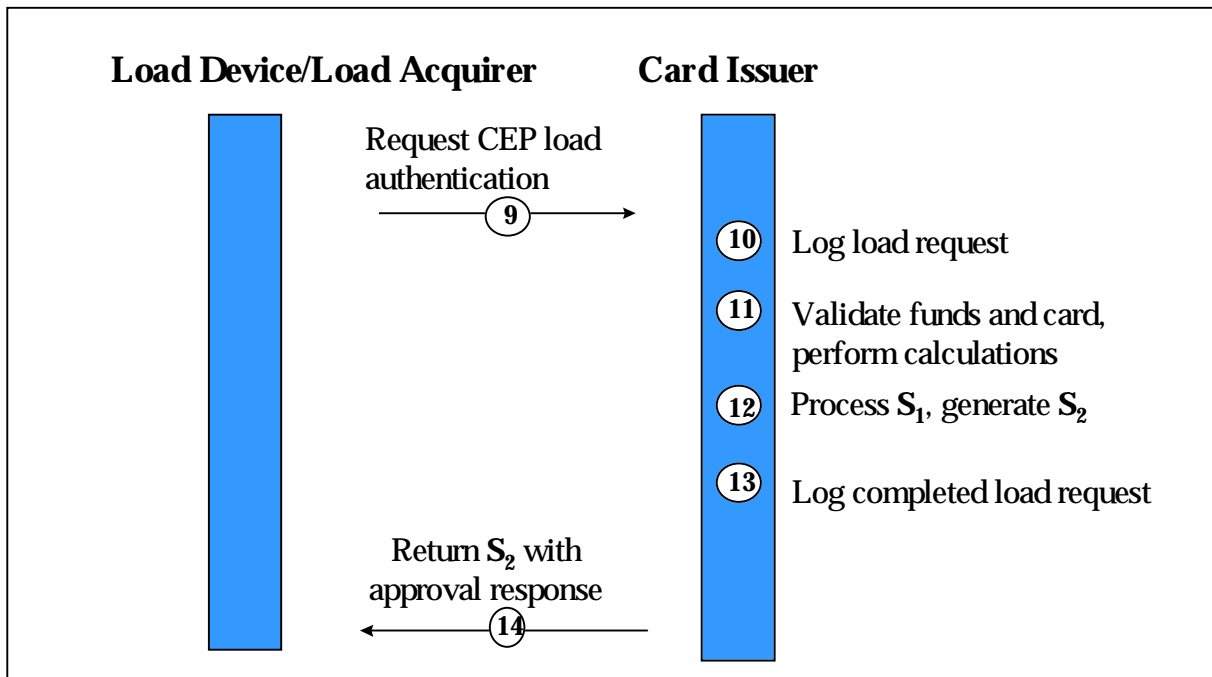 Load Device/Load Acquirer
Card Issuer
Request CEP load
authentication
9
10
Log load request
11
Validate funds and card,
perform calculations
12
Process S₁, generate S₂
13
Log completed load request
Return S₂ with
approval response
14